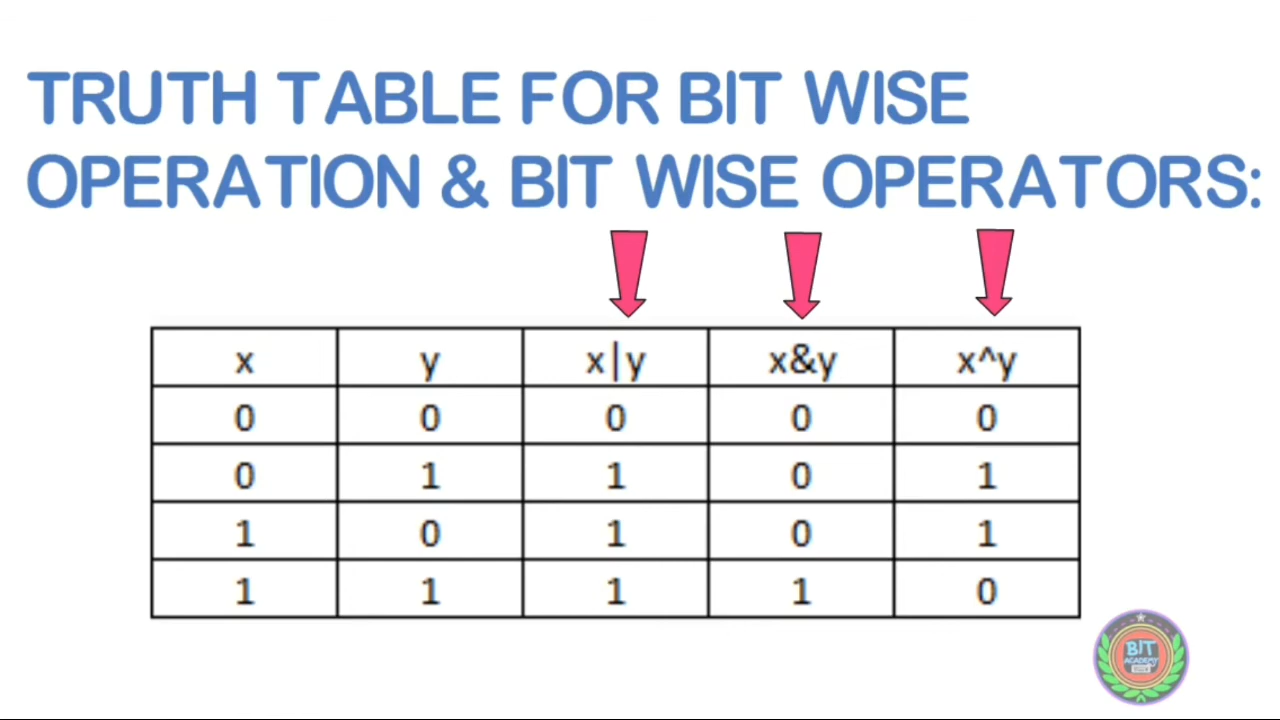 TRUTH TABLE FOR BIT WISE
OPERATION & BIT WISE OPERATORS:
x y x|y x&y x^y
0 0 0 0 0
0 1 1 0 1
1 0 1 0 1
1 1 1 1 0
BIT
ACADEMY